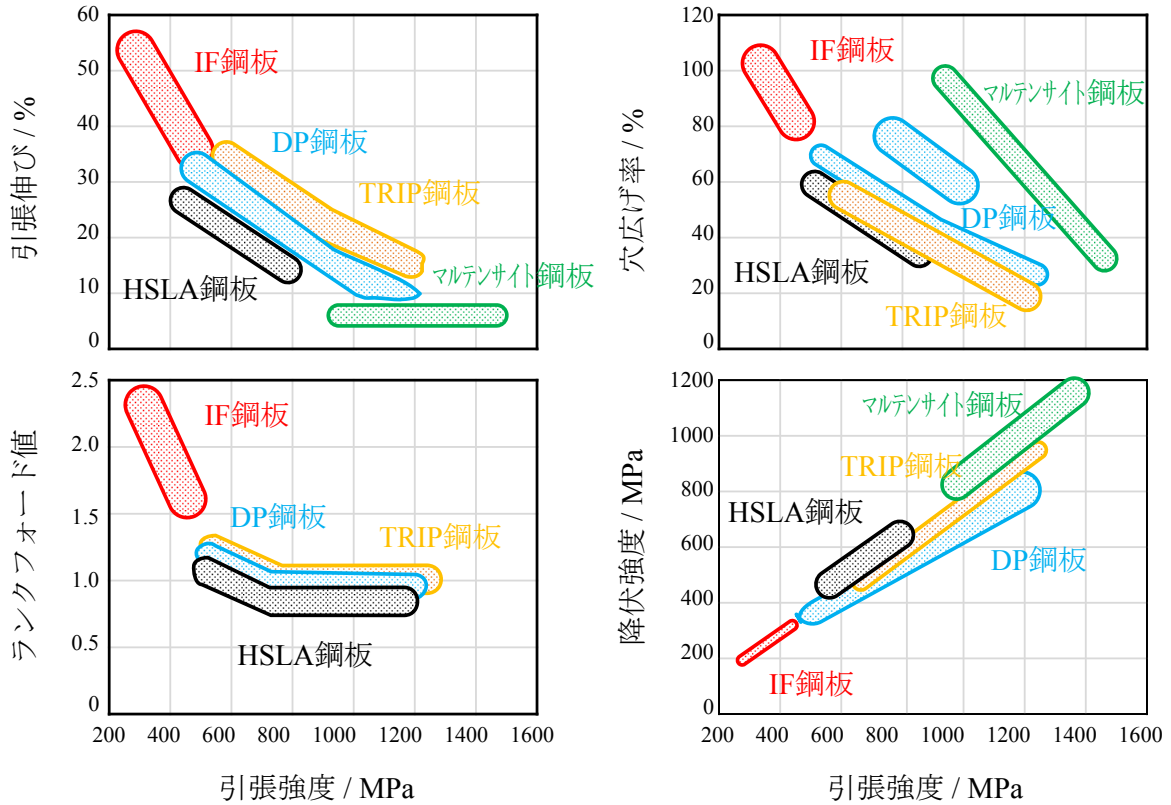 引張伸び / %
60
50
40
30
20
10
0
IF鋼板
DP鋼板
TRIP鋼板
HSLA鋼板
マルテンサイト鋼板
穴広げ率 / %
120
100
80
60
40
20
0
IF鋼板
マルテンサイト鋼板
DP鋼板
HSLA鋼板
TRIP鋼板
ランクフォード値
2.5
2.0
1.5
1.0
0.5
0
IF鋼板
DP鋼板
TRIP鋼板
HSLA鋼板
200 400 600 800 1000 1200 1400 1600
引張強度 / MPa
降伏強度 / MPa
1200
1000
800
600
400
200
0
マルテンサイト鋼板
TRIP鋼板
HSLA鋼板
DP鋼板
IF鋼板
200 400 600 800 1000 1200 1400 1600
引張強度 / MPa